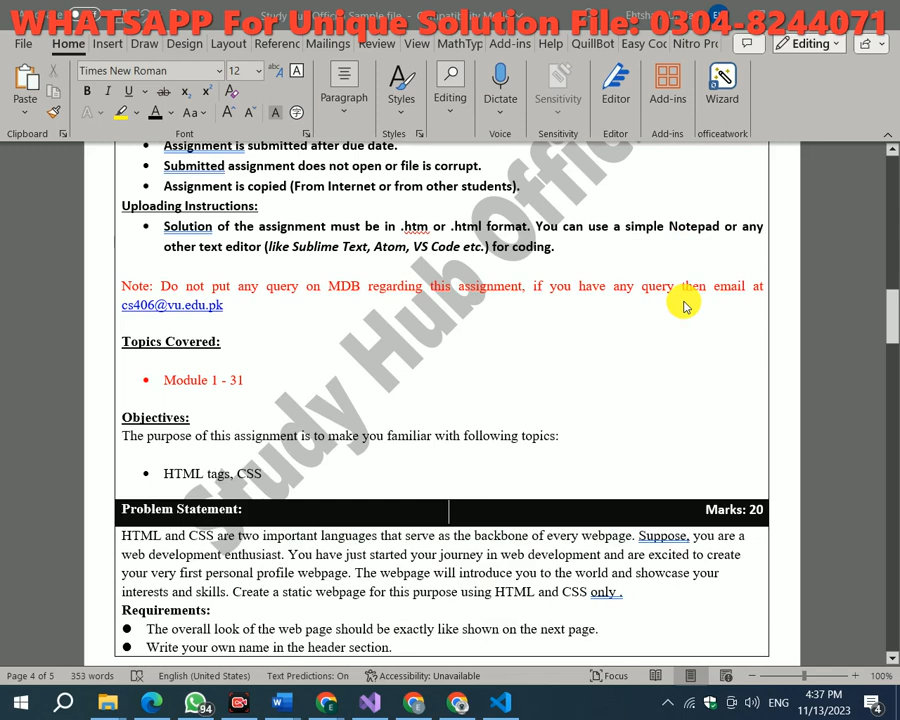 WHATSAPP For Unique Solution File: 0304-8244071
File Home Insert Draw Design Layout Referenc Mailings Review View MathTyp Add-ins Help QuillBot Easy Coc Nitro Pro Editing
Times New Roman 12
Paste Paragraph Styles Editing Dictate Sensitivity Editor Add-ins Wizard
Clipboard Font Styles Voice Sensitivity Editor Add-ins officeatwork
Assignment is submitted after due date.
• Submitted assignment does not open or file is corrupt.
• Assignment is copied (From Internet or from other students).
Uploading Instructions:
• Solution of the assignment must be in .htm or .html format. You can use a simple Notepad or any
other text editor (like Sublime Text, Atom, VS Code etc.) for coding.
Note: Do not put any query on MDB regarding this assignment, if you have any query then email at
cs406@vu.edu.pk
Topics Covered:
• Module 1 - 31
Objectives:
The purpose of this assignment is to make you familiar with following topics:
• HTML tags, CSS
Study Hub Offic
Problem Statement: Marks: 20
HTML and CSS are two important languages that serve as the backbone of every webpage. Suppose, you are a
web development enthusiast. You have just started your journey in web development and are excited to create
your very first personal profile webpage. The webpage will introduce you to the world and showcase your
interests and skills. Create a static webpage for this purpose using HTML and CSS only .
Requirements:
● The overall look of the web page should be exactly like shown on the next page.
● Write your own name in the header section.
Page 4 of 5 353 words English (United States) Text Predictions: On Accessibility: Unavailable Focus 100%
94 ENG 4:37 PM
11/13/2023 4